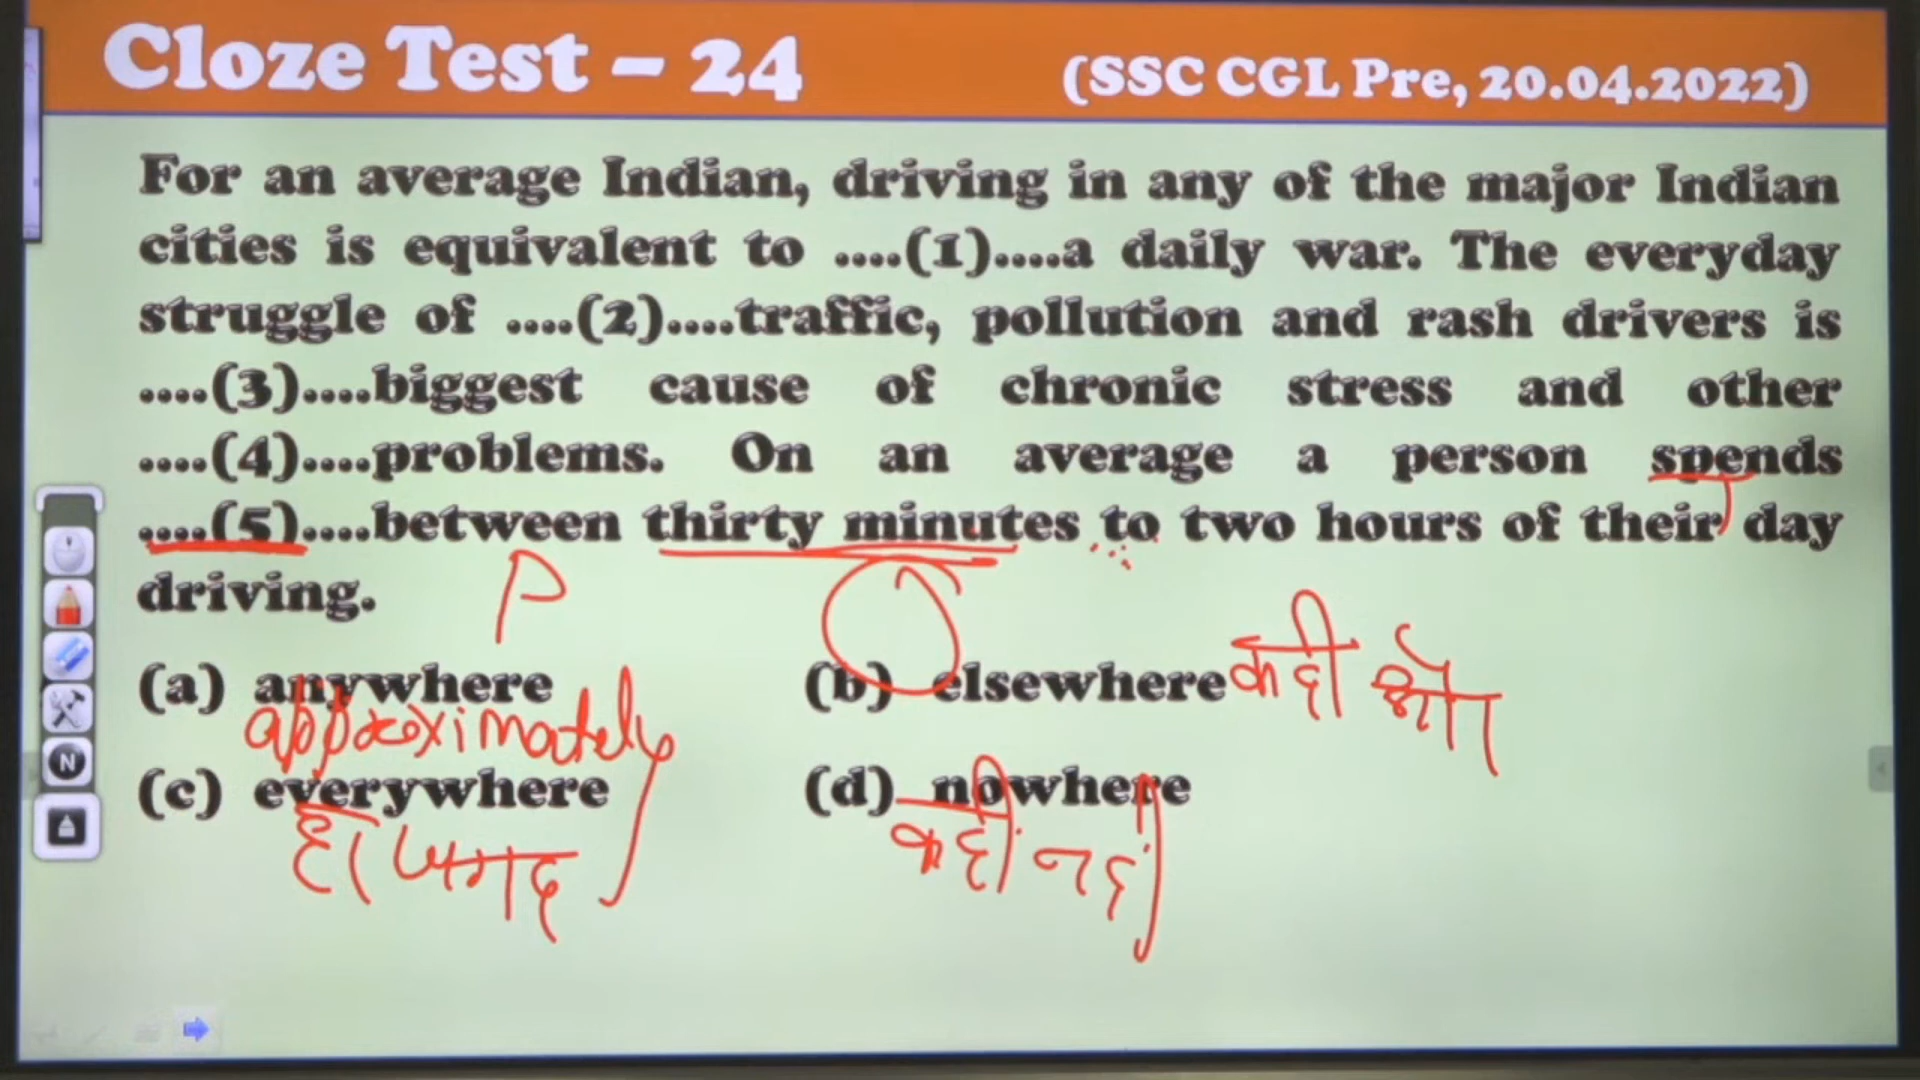 Cloze Test – 24
(SSC CGL Pre, 20.04.2022)
For an average Indian, driving in any of the major Indian
cities is equivalent to ....(1)....a daily war. The everyday
struggle of ....(2)....traffic, pollution and rash drivers is
....(3)....biggest cause of chronic stress and other
....(4)....problems. On an average a person spends
....(5)....between thirty minutes to two hours of their day
driving.
P
(a) anywhere
(b) elsewhere कही और
approximately
(c) everywhere
(d) nowhere
हर जगह
कही नही
N